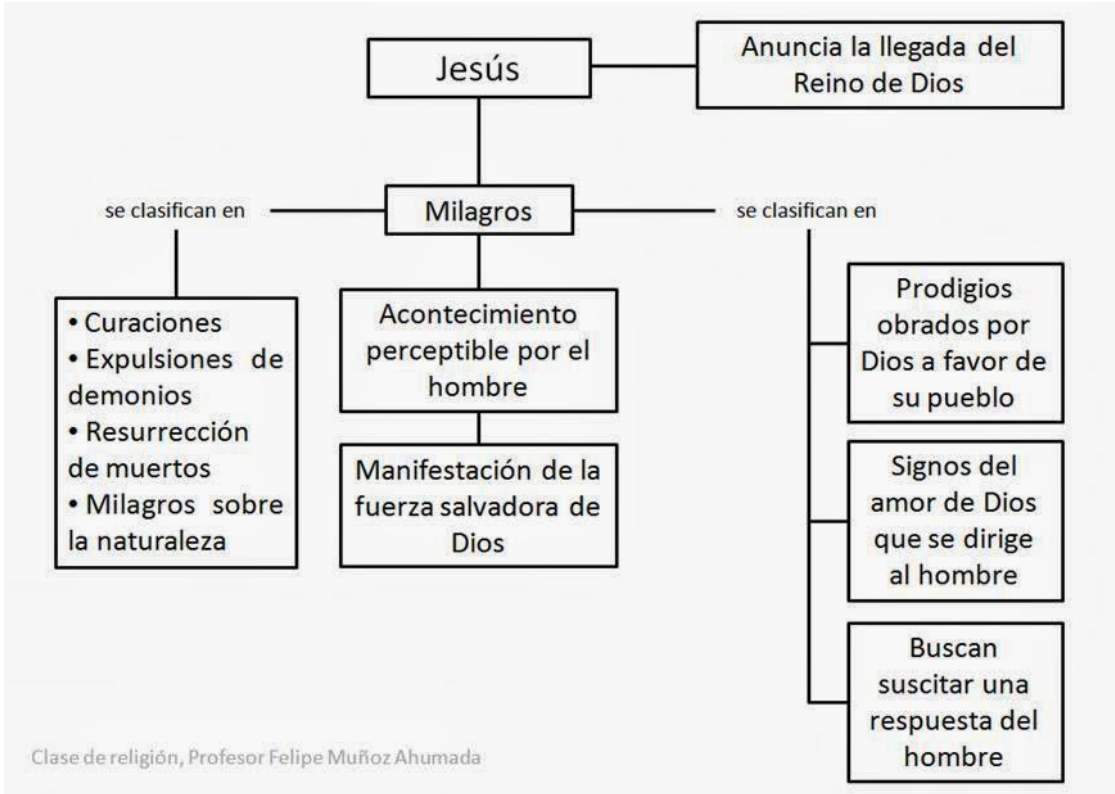 Jesús
Anuncia la llegada del
Reino de Dios
se clasifican en
Milagros
se clasifican en
• Curaciones
• Expulsiones de
demonios
• Resurrección
de muertos
• Milagros sobre
la naturaleza
Acontecimiento
perceptible por el
hombre
Manifestación de la
fuerza salvadora de
Dios
Prodigios
obrados por
Dios a favor de
su pueblo
Signos del
amor de Dios
que se dirige
al hombre
Buscan
suscitar una
respuesta del
hombre
Clase de religión, Profesor Felipe Muñoz Ahumada